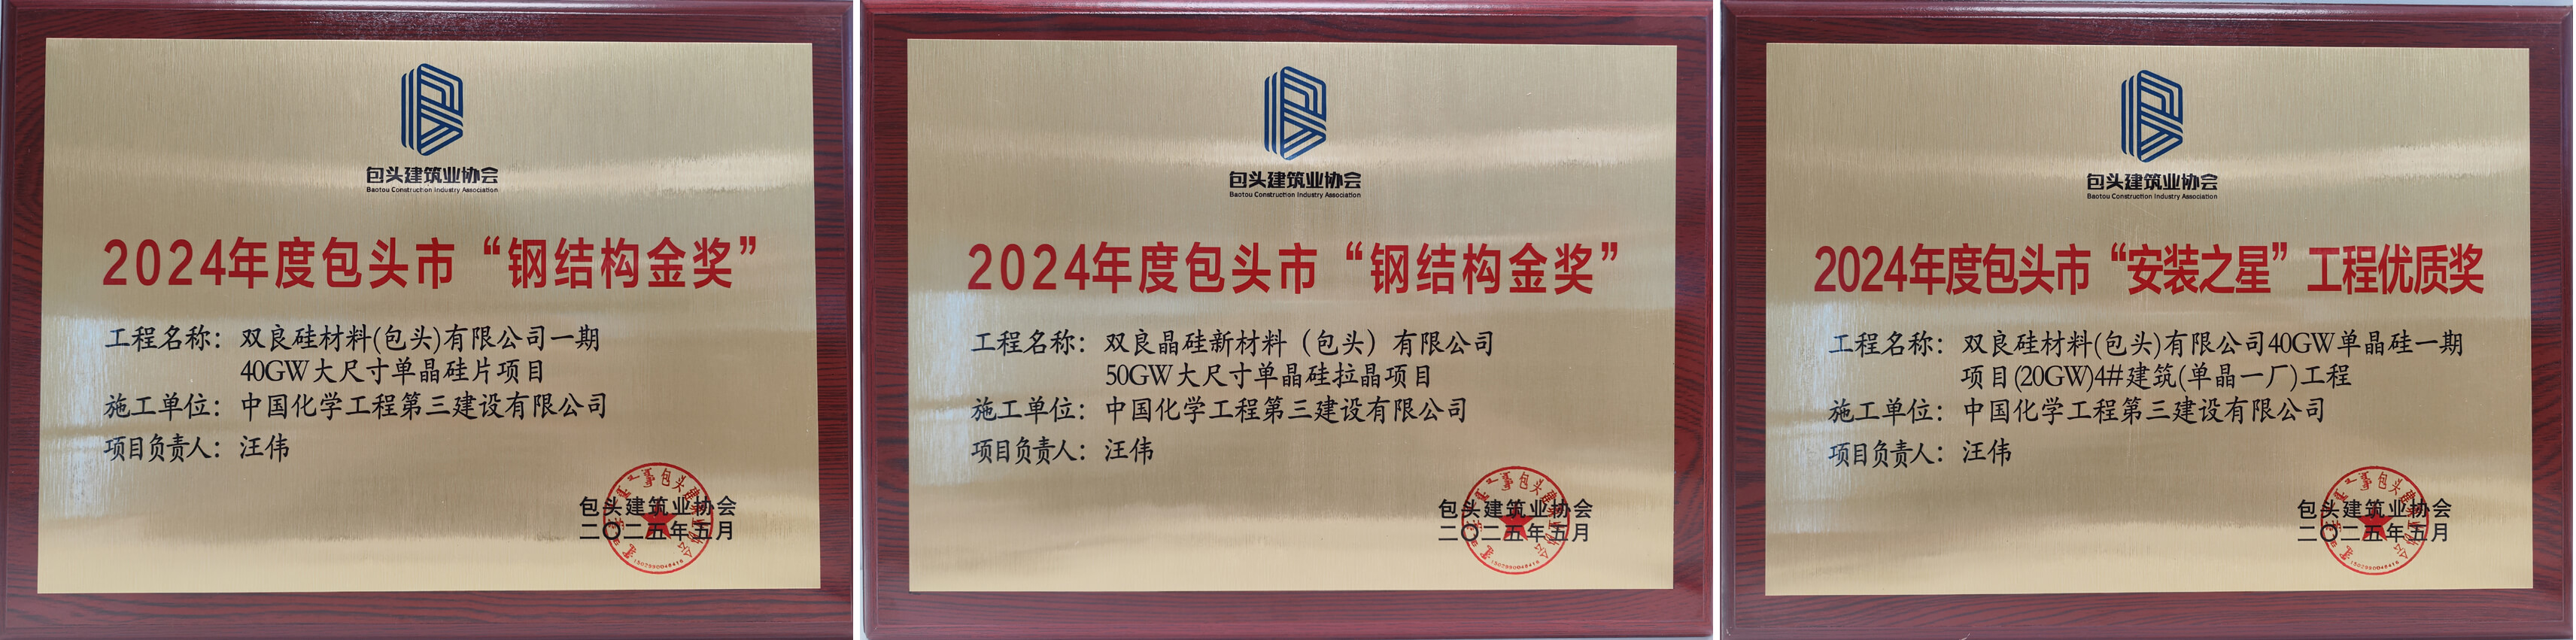 包头建筑业协会
Baotou Construction Industry Association
2024年度包头市“钢结构金奖”
工程名称：双良硅材料(包头)有限公司一期
40GW大尺寸单晶硅片项目
施工单位：中国化学工程第三建设有限公司
项目负责人：汪伟
包头建筑业协会
二〇二五年五月
包头建筑业协会
Baotou Construction Industry Association
2024年度包头市“钢结构金奖”
工程名称：双良晶硅新材料（包头）有限公司
50GW大尺寸单晶硅拉晶项目
施工单位：中国化学工程第三建设有限公司
项目负责人：汪伟
包头建筑业协会
二〇二五年五月
包头建筑业协会
Baotou Construction Industry Association
2024年度包头市“安装之星”工程优质奖
工程名称：双良硅材料(包头)有限公司40GW单晶硅一期
项目(20GW)4#建筑(单晶一厂)工程
施工单位：中国化学工程第三建设有限公司
项目负责人：汪伟
包头建筑业协会
二〇二五年五月